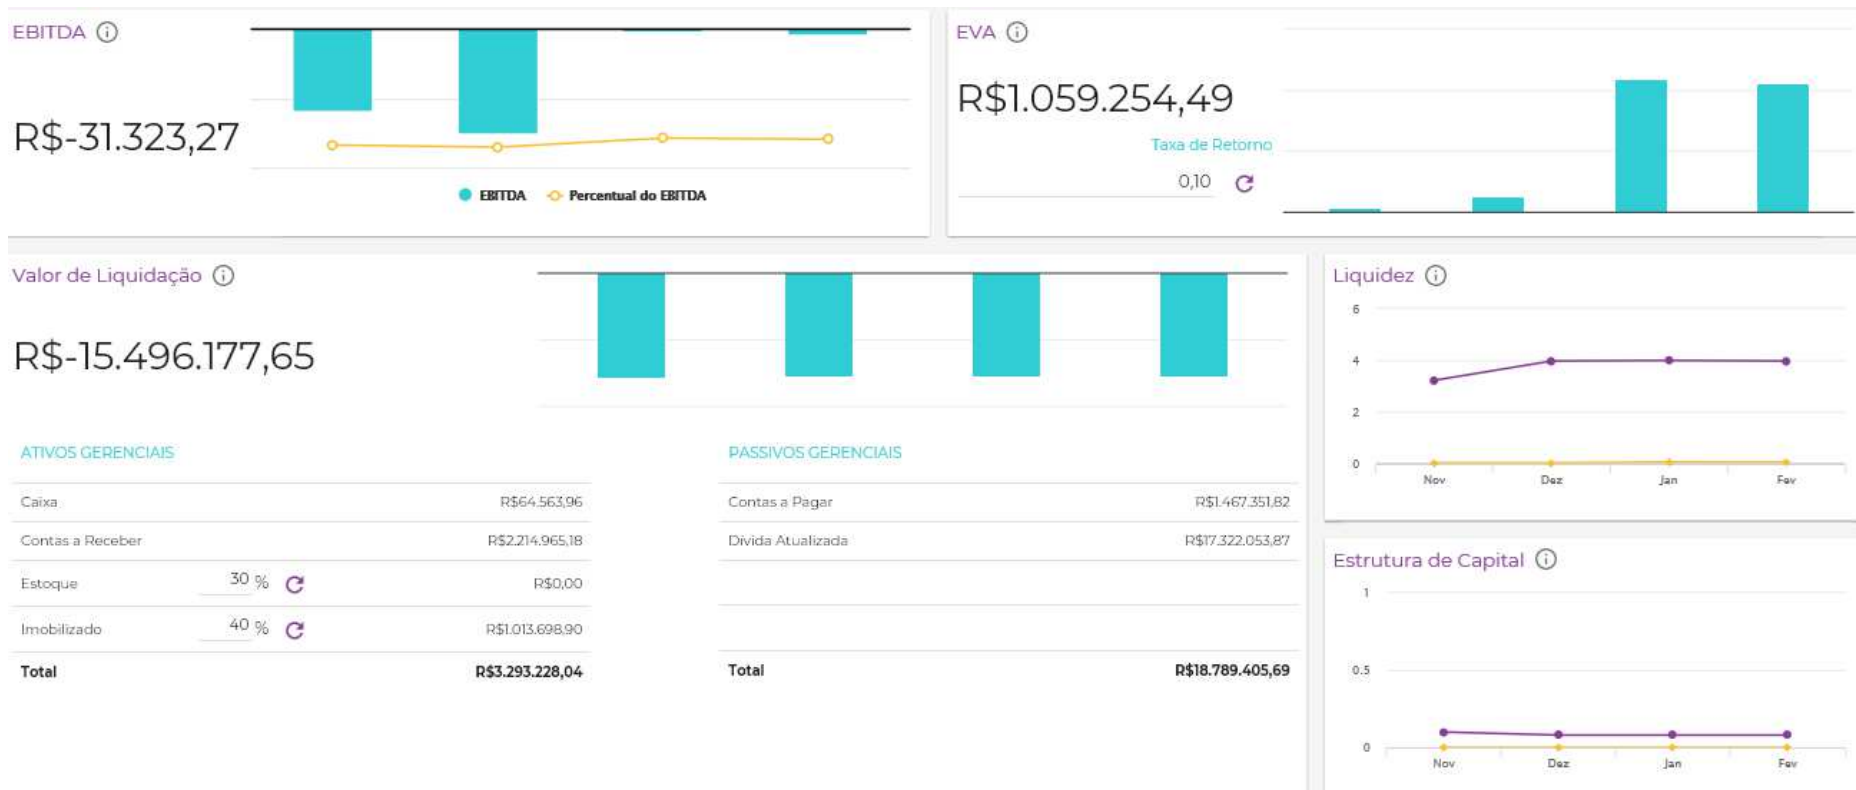 EBITDA
R$-31.323,27
EBITDA Percentual do EBITDA
EVA
R$1.059.254,49
Taxa de Retorno
0,10
Valor de Liquidação
R$-15.496.177,65
ATIVOS GERENCIAIS
Caixa R$64.563,96
Contas a Receber R$2.214.965,18
Estoque 30 % R$0,00
Imobilizado 40 % R$1.013.698,90
Total R$3.293.228,04
PASSIVOS GERENCIAIS
Contas a Pagar R$1.467.351,82
Dívida Atualizada R$17.322.053,87
Total R$18.789.405,69
Liquidez
6
4
2
0
Nov Dez Jan Fev
Estrutura de Capital
1
0.5
0
Nov Dez Jan Fev